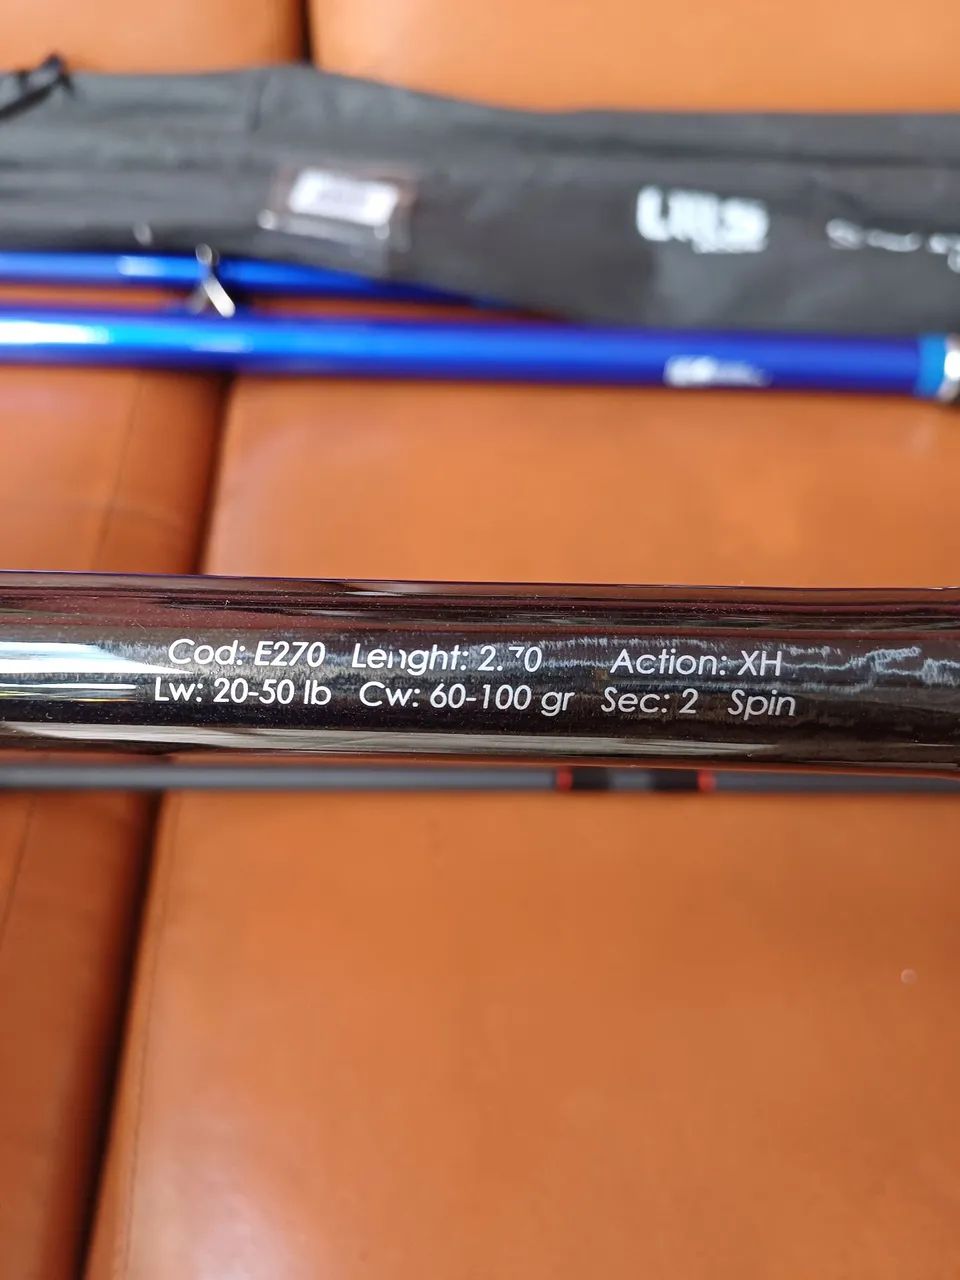 Cod: E270 Lenght: 2.70 Action: XH
Lw: 20-50 lb Cw: 60-100 gr Sec: 2 Spin